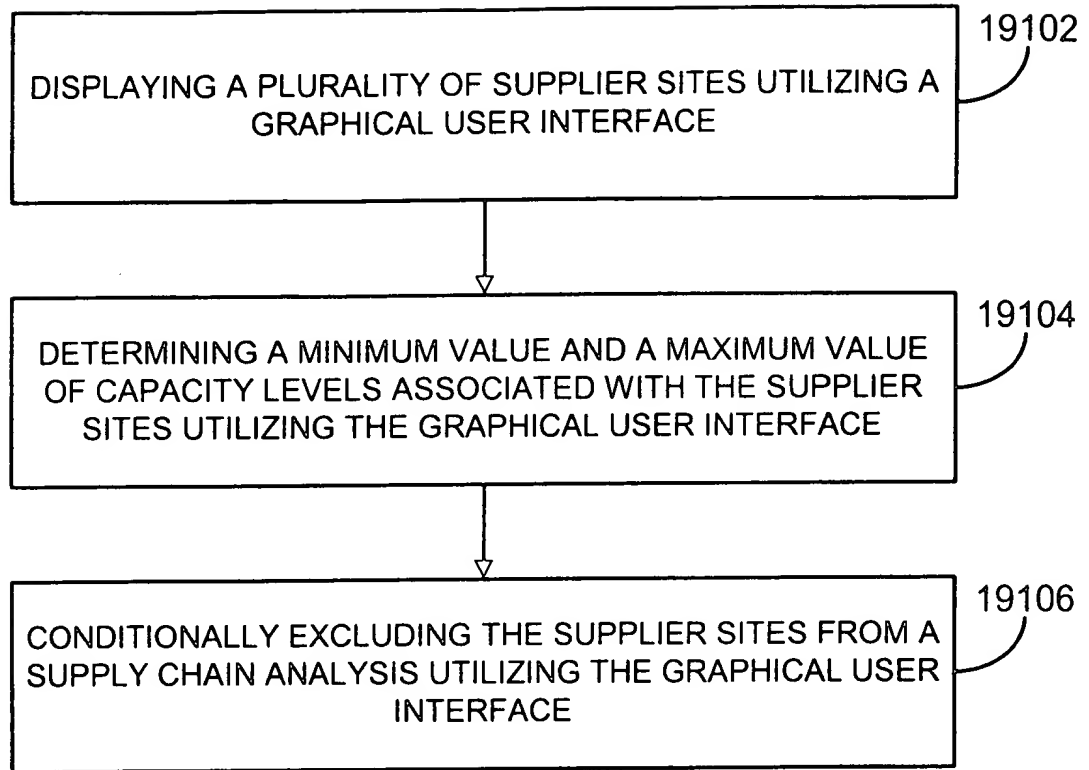 19102
DISPLAYING A PLURALITY OF SUPPLIER SITES UTILIZING A
GRAPHICAL USER INTERFACE
19104
DETERMINING A MINIMUM VALUE AND A MAXIMUM VALUE
OF CAPACITY LEVELS ASSOCIATED WITH THE SUPPLIER
SITES UTILIZING THE GRAPHICAL USER INTERFACE
19106
CONDITIONALLY EXCLUDING THE SUPPLIER SITES FROM A
SUPPLY CHAIN ANALYSIS UTILIZING THE GRAPHICAL USER
INTERFACE